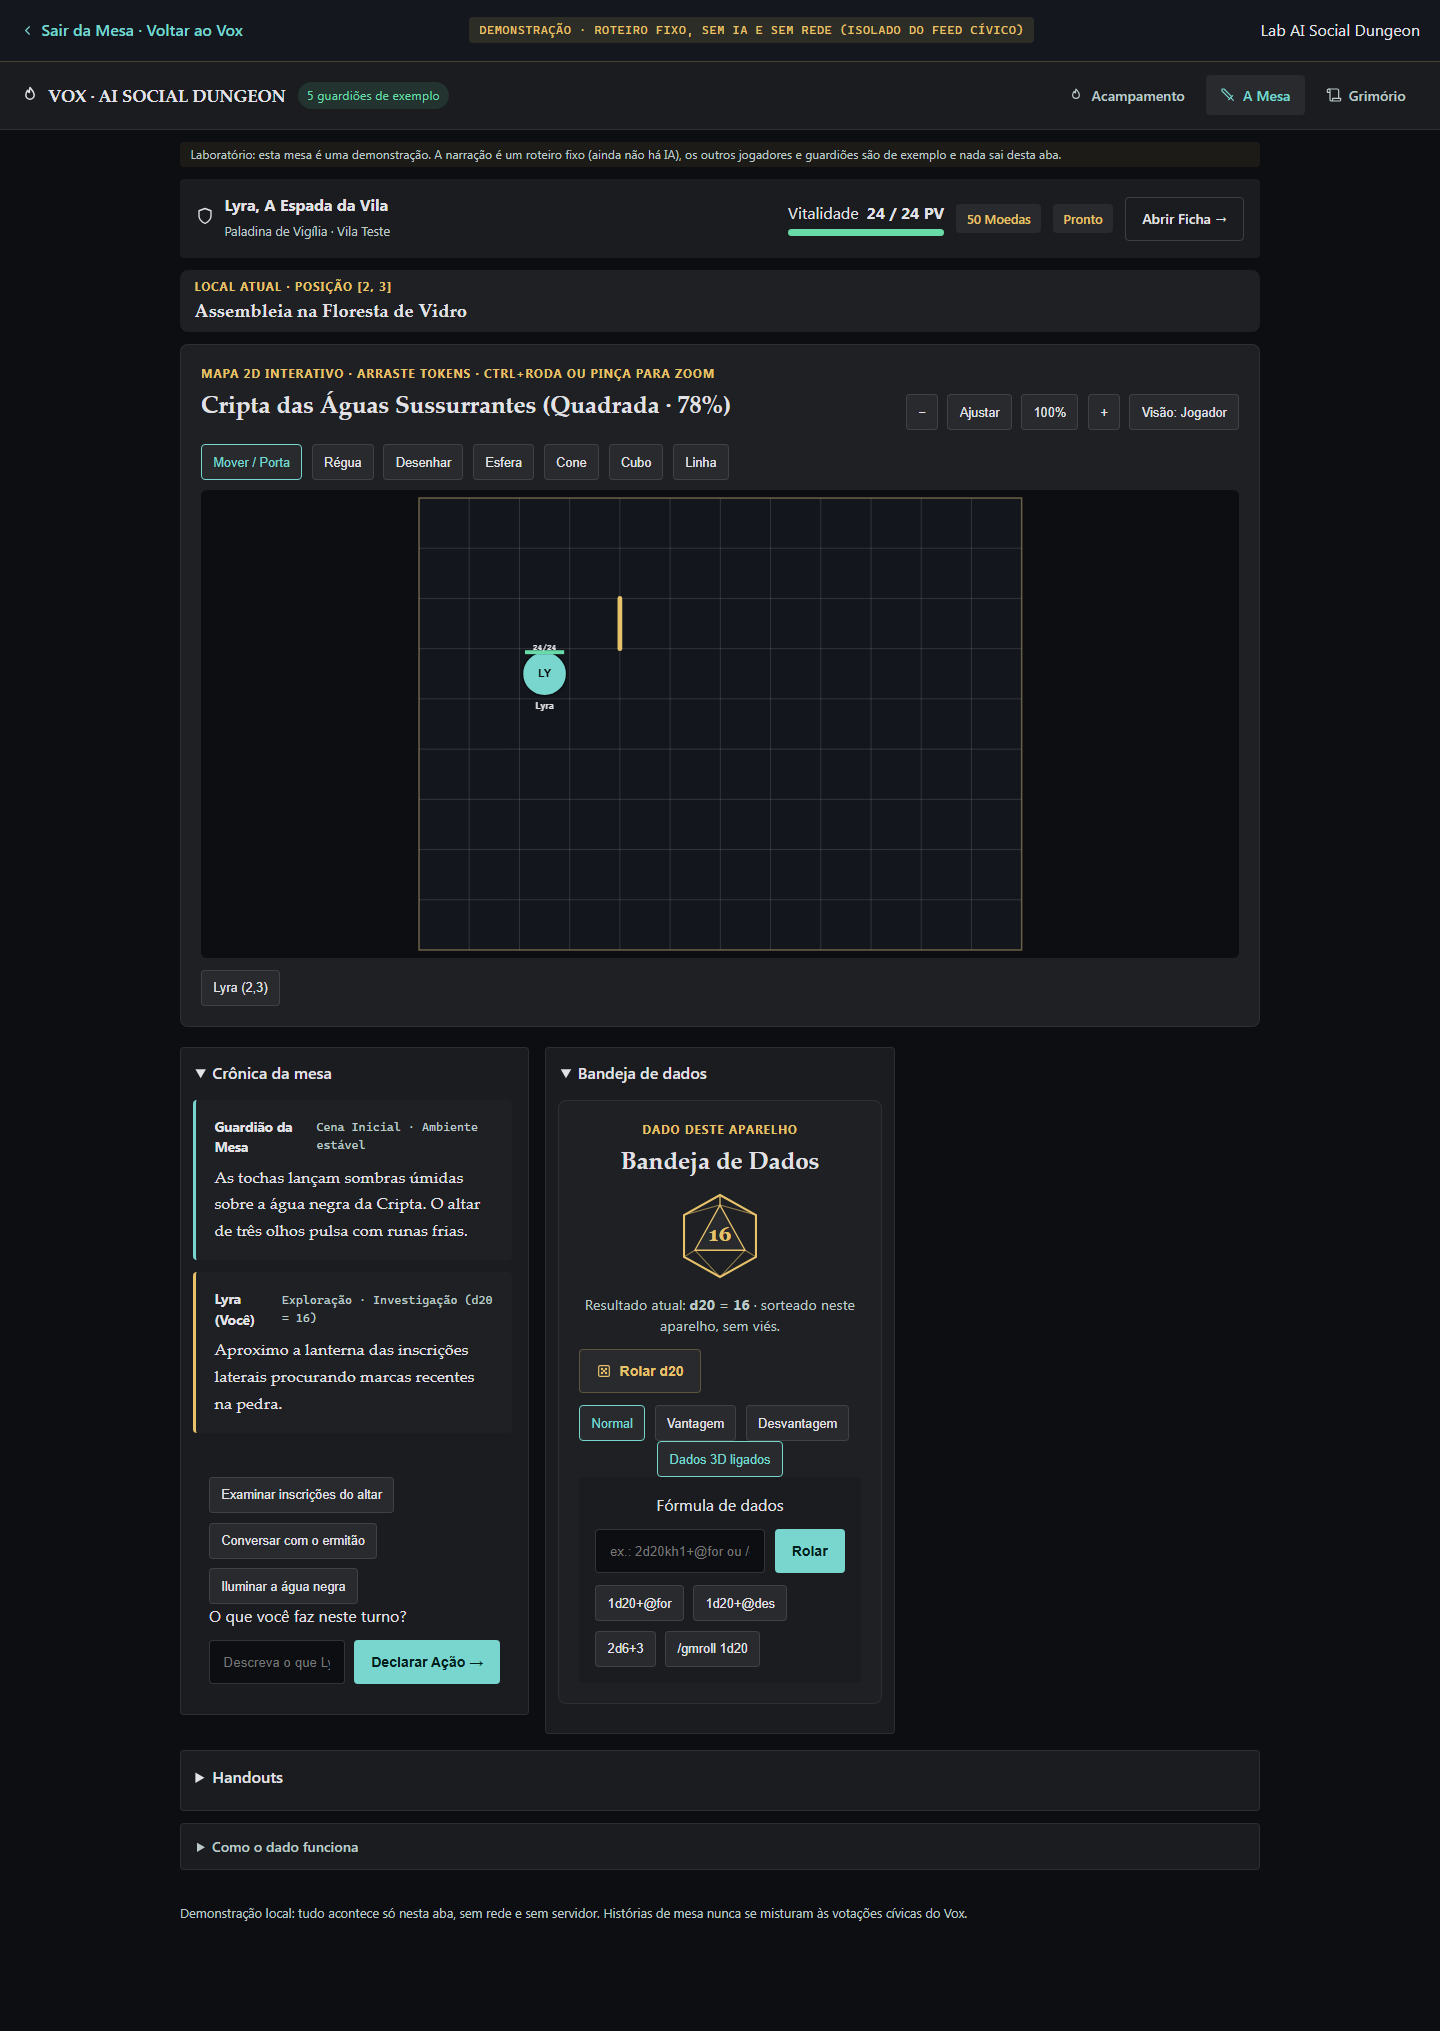 Sair da Mesa · Voltar ao Vox
DEMONSTRAÇÃO · ROTEIRO FIXO, SEM IA E SEM REDE (ISOLADO DO FEED CÍVICO)
Lab AI Social Dungeon
VOX · AI SOCIAL DUNGEON
5 guardiões de exemplo
Acampamento
A Mesa
Grimório
Laboratório: esta mesa é uma demonstração. A narração é um roteiro fixo (ainda não há IA), os outros jogadores e guardiões são de exemplo e nada sai desta aba.
Lyra, A Espada da Vila
Paladina de Vigília · Vila Teste
Vitalidade 24 / 24 PV
50 Moedas
Pronto
Abrir Ficha →
LOCAL ATUAL · POSIÇÃO [2, 3]
Assembleia na Floresta de Vidro
MAPA 2D INTERATIVO · ARRASTE TOKENS · CTRL+RODA OU PINÇA PARA ZOOM
Cripta das Águas Sussurrantes (Quadrada · 78%)
−
Ajustar
100%
+
Visão: Jogador
Mover / Porta
Régua
Desenhar
Esfera
Cone
Cubo
Linha
24/24
LY
Lyra
Lyra (2,3)
▼ Crônica da mesa
Guardião da
Mesa
Cena Inicial · Ambiente
estável
As tochas lançam sombras úmidas
sobre a água negra da Cripta. O altar
de três olhos pulsa com runas frias.
Lyra
(Você)
Exploração · Investigação (d20
= 16)
Aproximo a lanterna das inscrições
laterais procurando marcas recentes
na pedra.
Examinar inscrições do altar
Conversar com o ermitão
Iluminar a água negra
O que você faz neste turno?
Descreva o que Ly
Declarar Ação →
▼ Bandeja de dados
DADO DESTE APARELHO
Bandeja de Dados
16
Resultado atual: d20 = 16 · sorteado neste
aparelho, sem viés.
Rolar d20
Normal
Vantagem
Desvantagem
Dados 3D ligados
Fórmula de dados
ex.: 2d20kh1+@for ou /
Rolar
1d20+@for
1d20+@des
2d6+3
/gmroll 1d20
▶ Handouts
▶ Como o dado funciona
Demonstração local: tudo acontece só nesta aba, sem rede e sem servidor. Histórias de mesa nunca se misturam às votações cívicas do Vox.